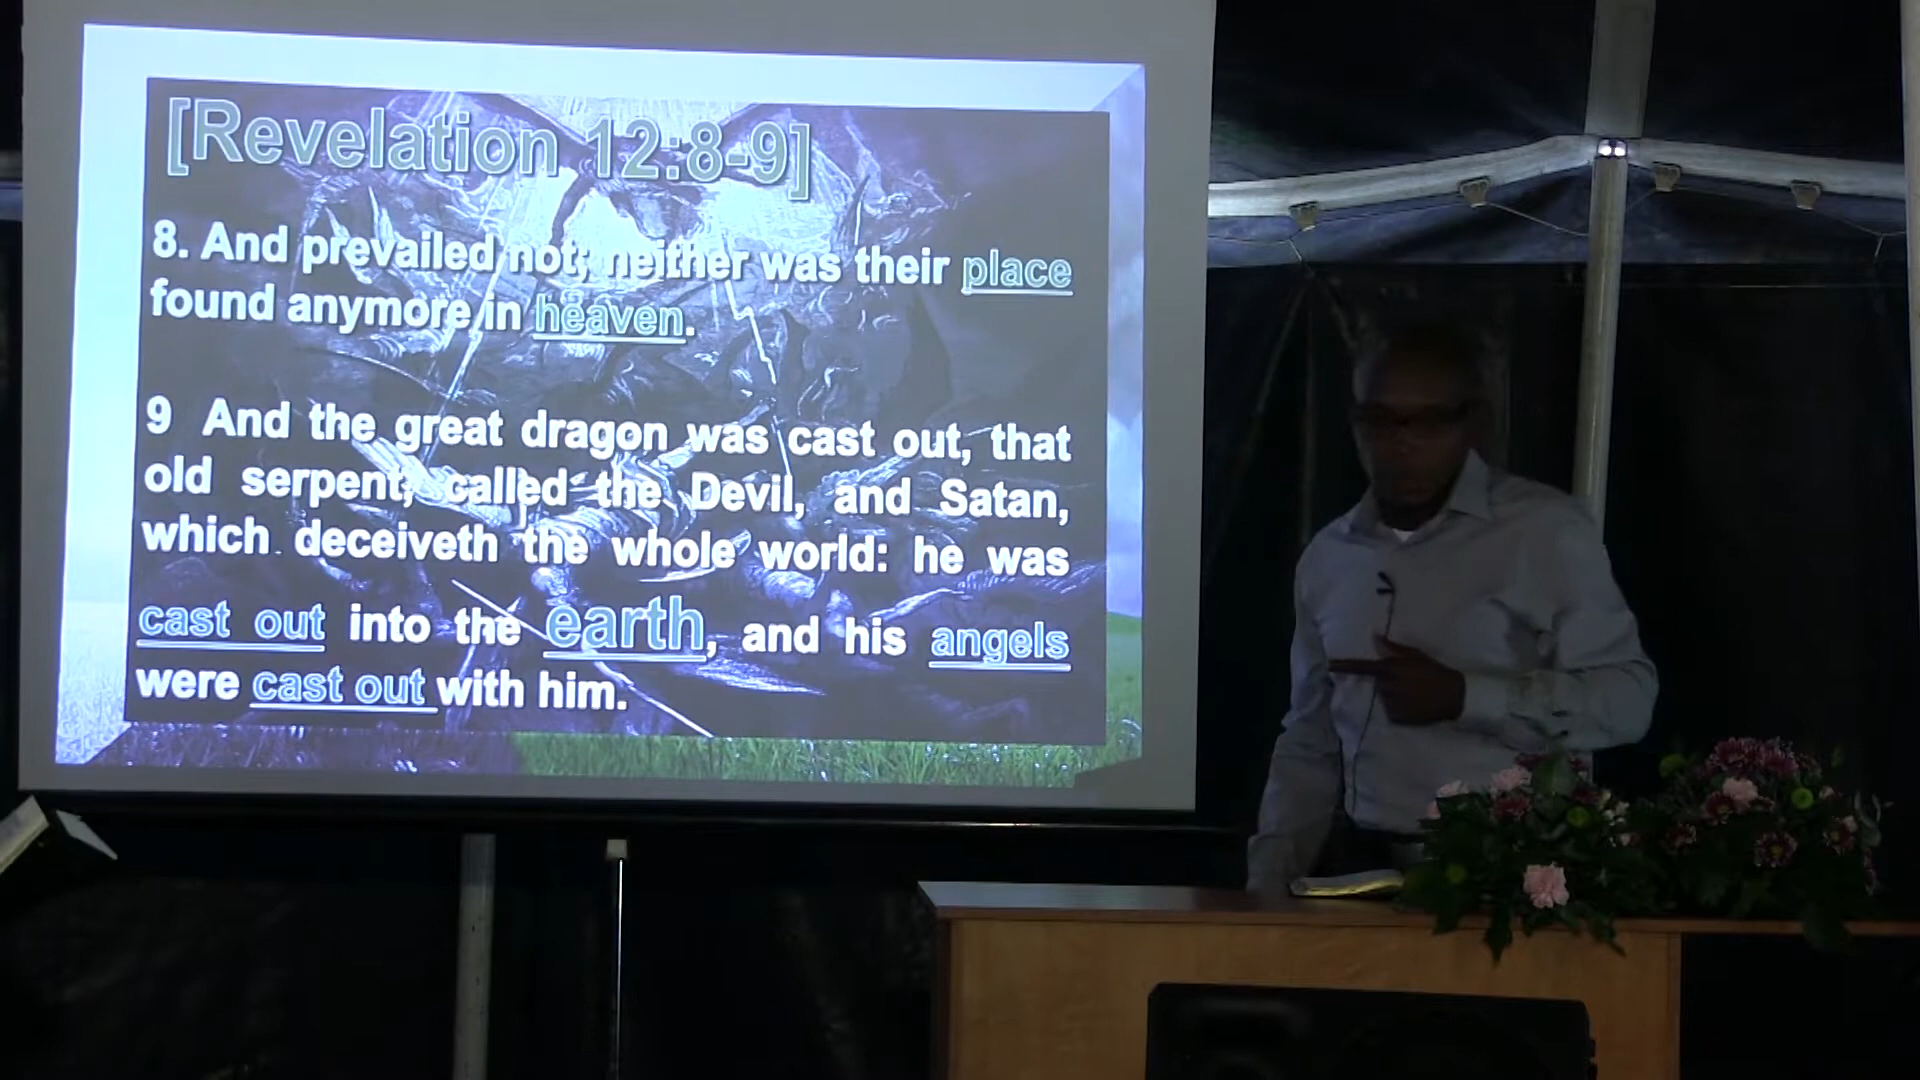 [Revelation 12:8-9]
8. And prevailed not; neither was their place
found anymore in heaven.
9 And the great dragon was cast out, that
old serpent, called the Devil, and Satan,
which deceiveth the whole world: he was
cast out into the earth, and his angels
were cast out with him.